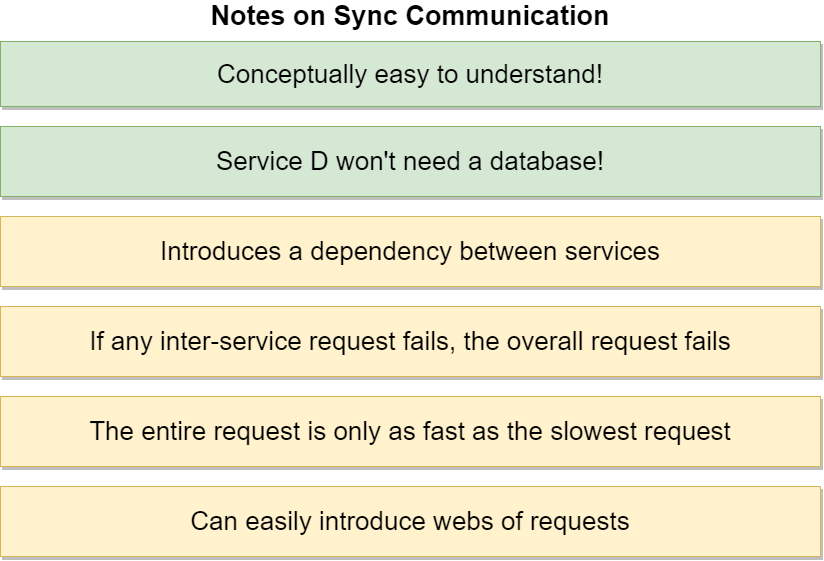 Notes on Sync Communication
Conceptually easy to understand!
Service D won't need a database!
Introduces a dependency between services
If any inter-service request fails, the overall request fails
The entire request is only as fast as the slowest request
Can easily introduce webs of requests